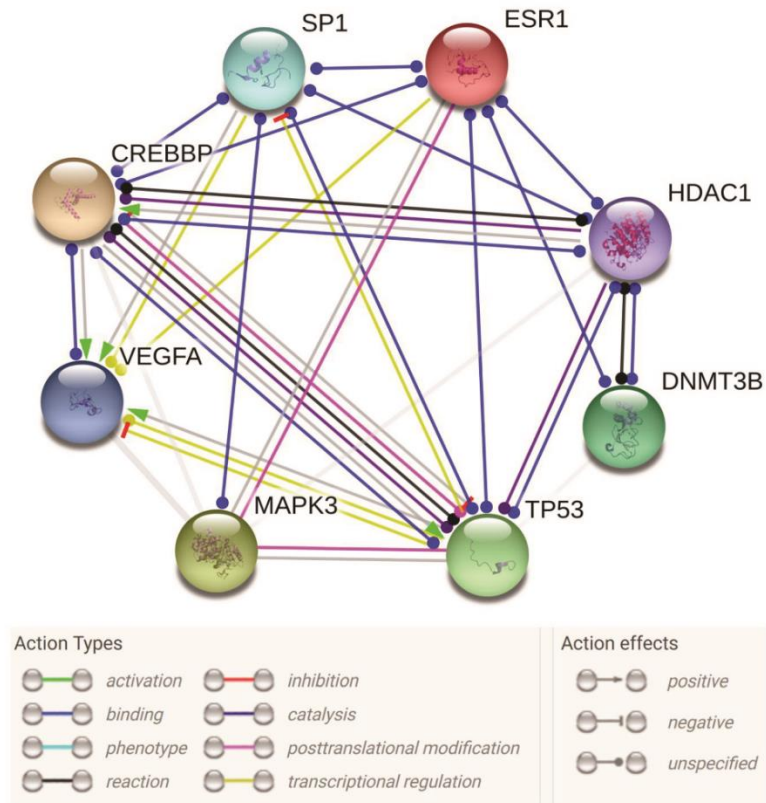 SP1
ESR1
CREBBP
HDAC1
VEGFA
DNMT3B
MAPK3
TP53
Action Types
activation
inhibition
binding
catalysis
phenotype
posttranslational modification
reaction
transcriptional regulation
Action effects
positive
negative
unspecified